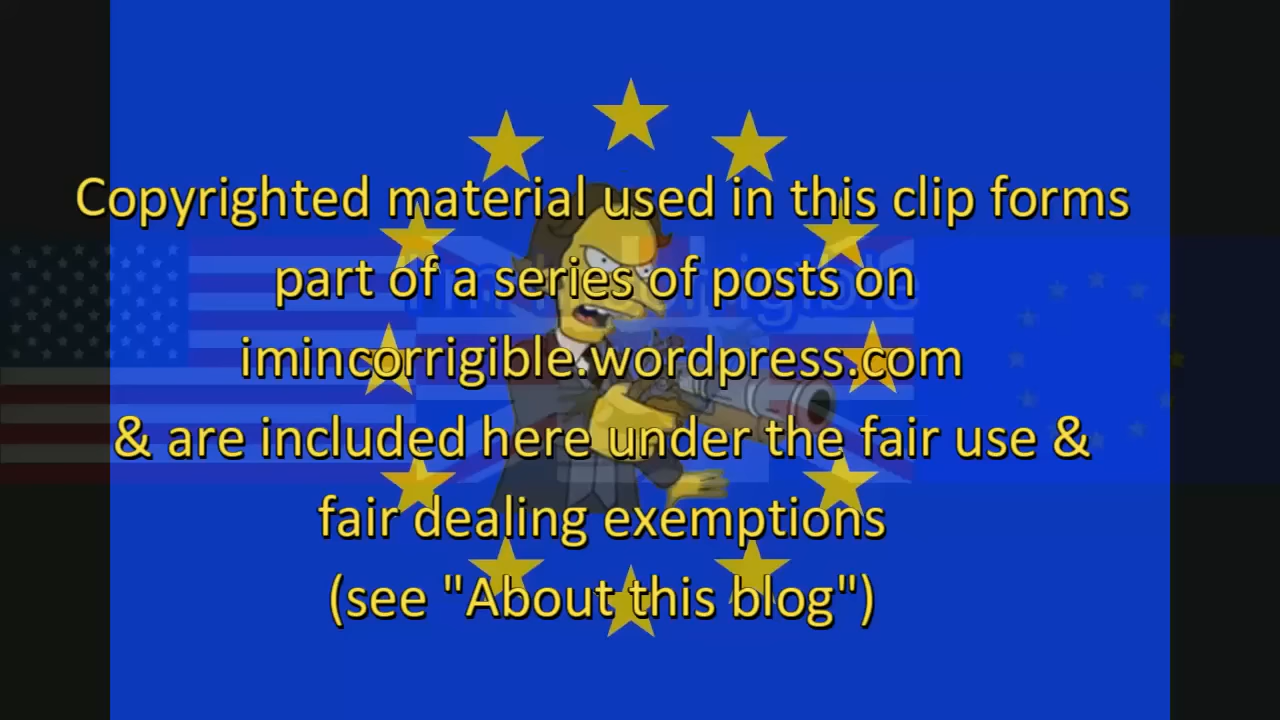 Copyrighted material used in this clip forms
part of a series of posts on
imincorrigible.wordpress.com
& are included here under the fair use &
fair dealing exemptions
(see "About this blog")